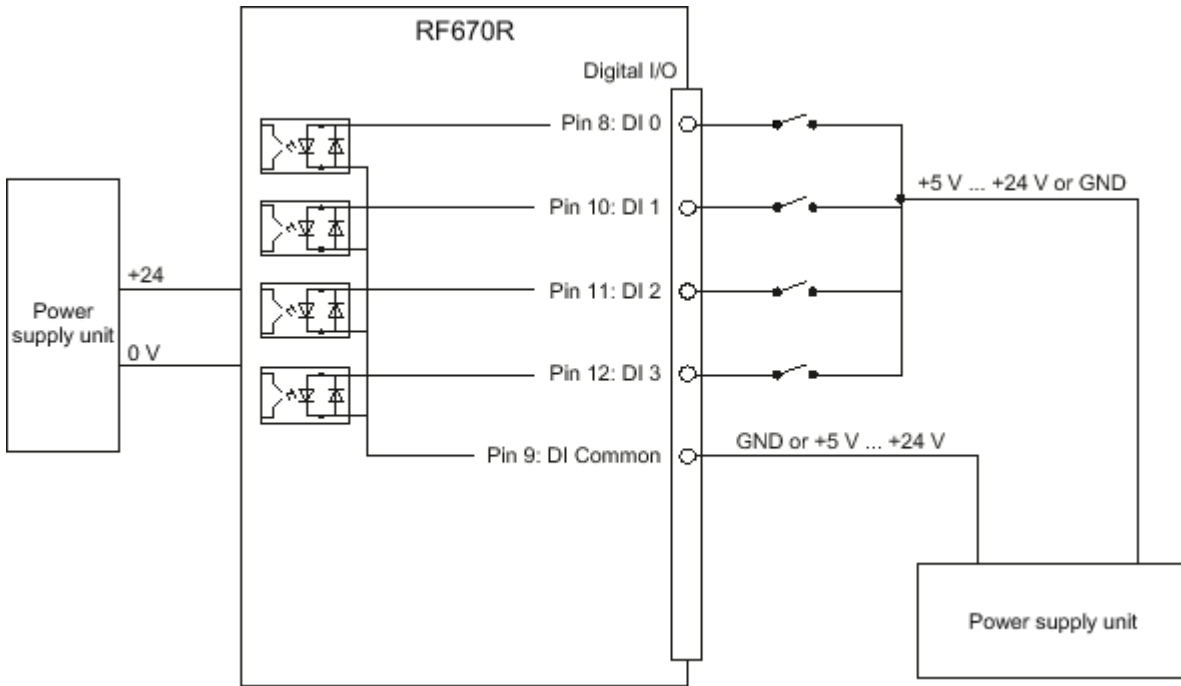 RF670R
Digital I/O
Pin 8: DI 0
+5 V ... +24 V or GND
Pin 10: DI 1
+24
Pin 11: DI 2
Power
supply unit
0 V
Pin 12: DI 3
GND or +5 V ... +24 V
Pin 9: DI Common
Power supply unit